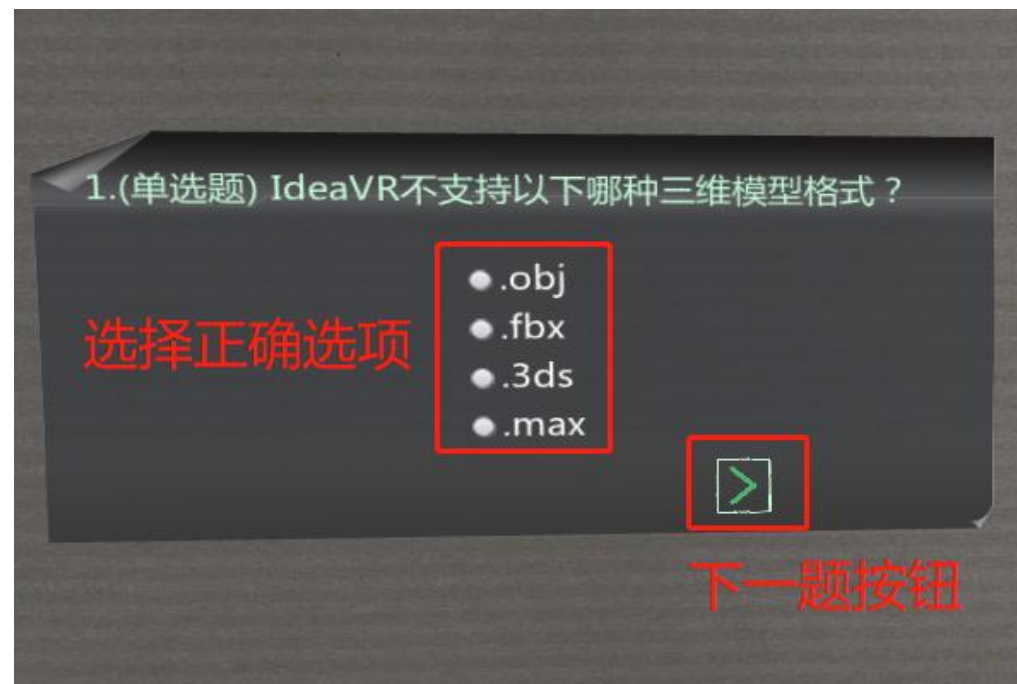 1.(单选题) IdeaVR不支持以下哪种三维模型格式？
.obj
选择正确选项
.fbx
.3ds
.max
下一题按钮